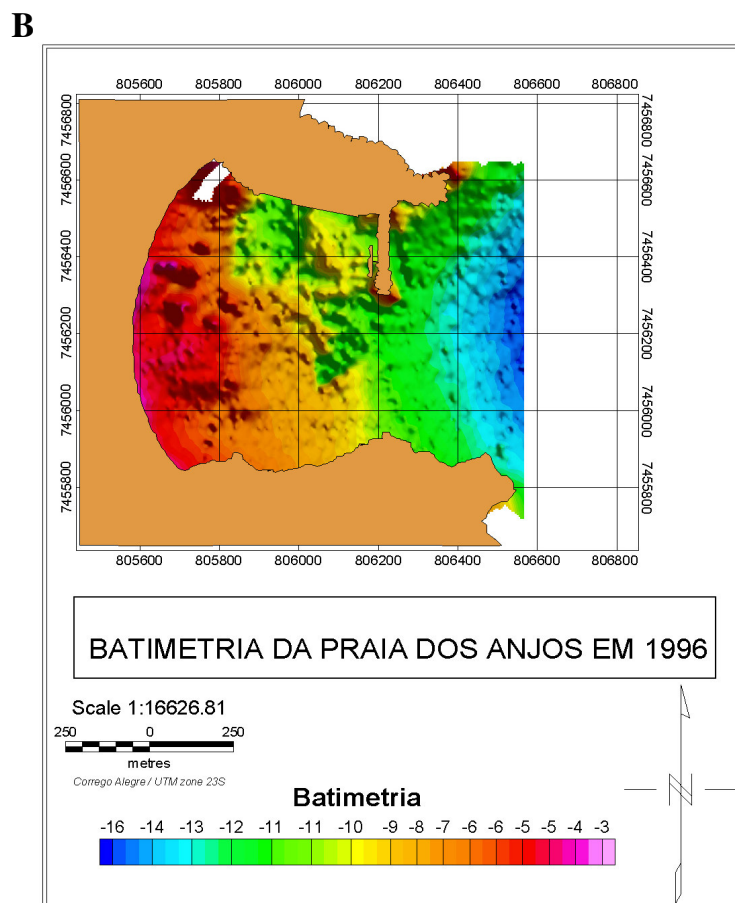 B
805600 805800 806000 806200 806400 806600 806800
7456800 7456600 7456400 7456200 7456000 7455800
7456800 7456600 7456400 7456200 7456000 7455800
805600 805800 806000 806200 806400 806600 806800
BATIMETRIA DA PRAIA DOS ANJOS EM 1996
Scale 1:16626.81
250 0 250
metres
Corrego Alegre / UTM zone 23S
N
Batimetria
-16 -14 -13 -12 -11 -11 -10 -9 -8 -7 -6 -5 -5 -4 -3